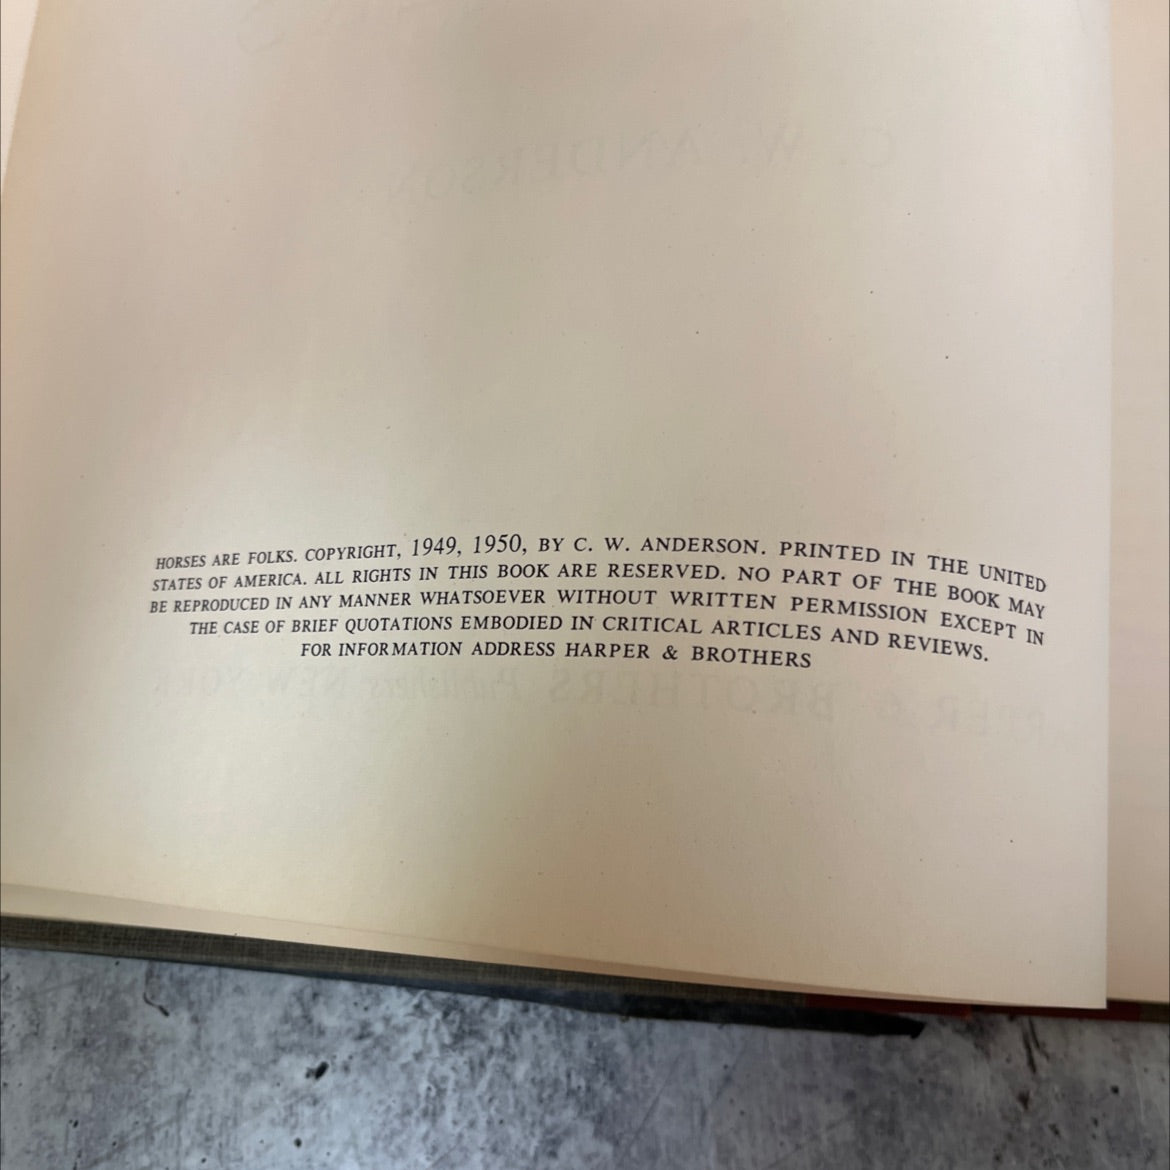 HORSES ARE FOLKS. COPYRIGHT, 1949, 1950, BY C. W. ANDERSON. PRINTED IN THE UNITED
STATES OF AMERICA. ALL RIGHTS IN THIS BOOK ARE RESERVED. NO PART OF THE BOOK MAY
BE REPRODUCED IN ANY MANNER WHATSOEVER WITHOUT WRITTEN PERMISSION EXCEPT IN
THE CASE OF BRIEF QUOTATIONS EMBODIED IN CRITICAL ARTICLES AND REVIEWS.
FOR INFORMATION ADDRESS HARPER & BROTHERS